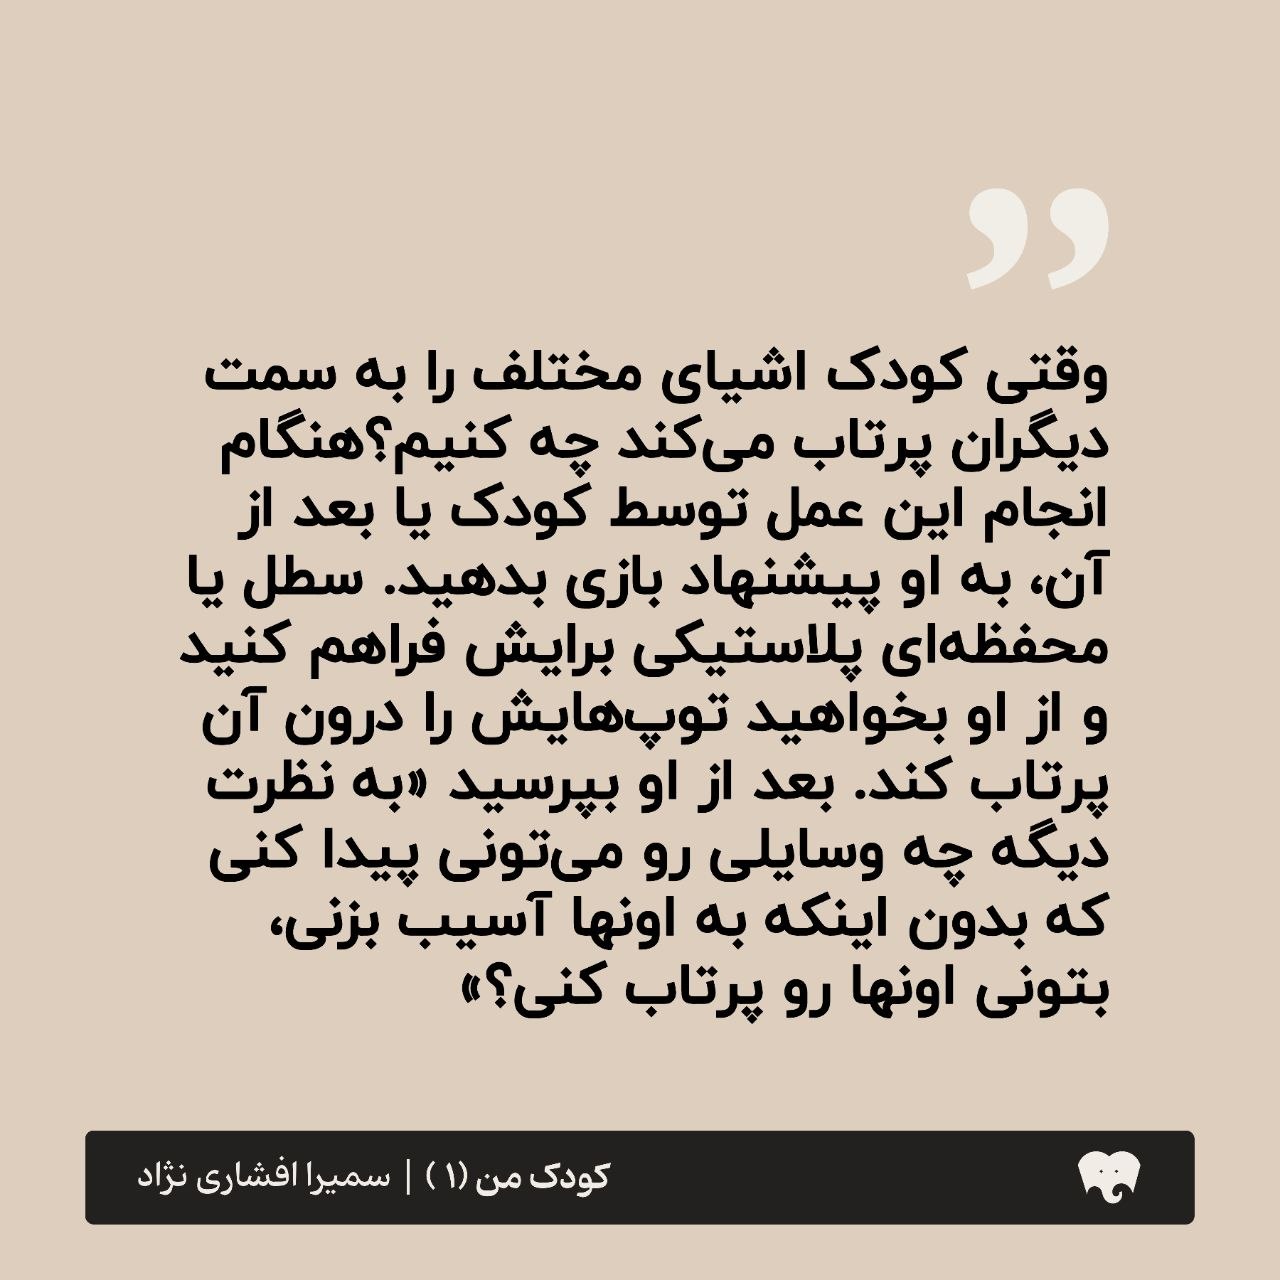 وقتی کودک اشیای مختلف را به سمت
دیگران پرتاب می‌کند چه کنیم؟هنگام
انجام این عمل توسط کودک یا بعد از
آن، به او پیشنهاد بازی بدهید. سطل یا
محفظه‌ای پلاستیکی برایش فراهم کنید
و از او بخواهید توپ‌هایش را درون آن
پرتاب کند. بعد از او بپرسید «به نظرت
دیگه چه وسایلی رو می‌تونی پیدا کنی
که بدون اینکه به اونها آسیب بزنی،
بتونی اونها رو پرتاب کنی؟»
کودک من (۱ ) | سمیرا افشاری نژاد